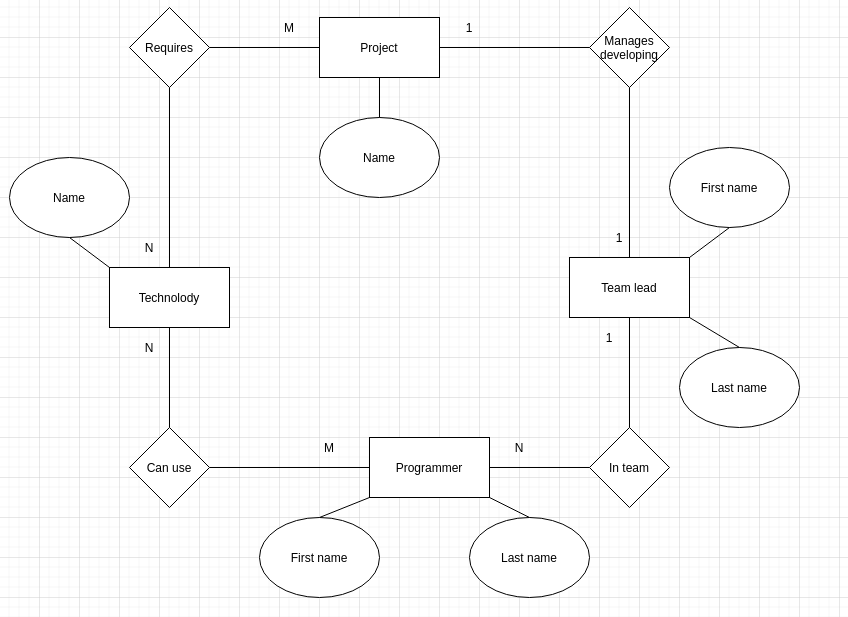 M
1
Requires
Project
Manages
developing
Name
First name
Name
1
N
Team lead
Technolody
1
N
Last name
M
N
Can use
Programmer
In team
First name
Last name